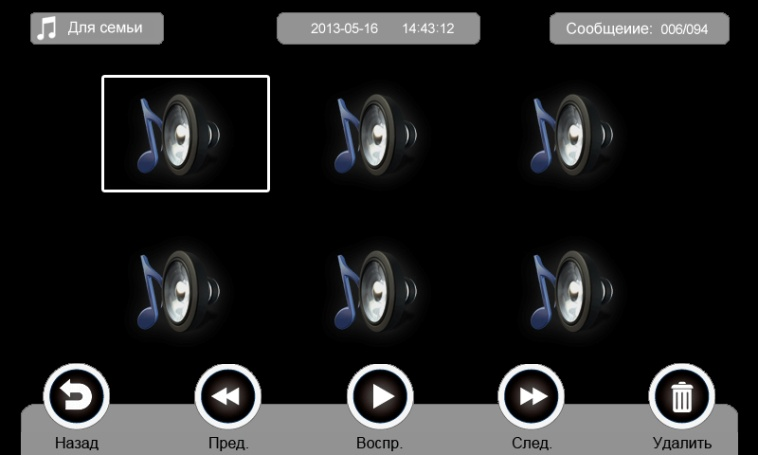 Для семьи
2013-05-16 14:43:12
Сообщеиие: 006/094
Назад
Пред.
Воспр.
След.
Удалить